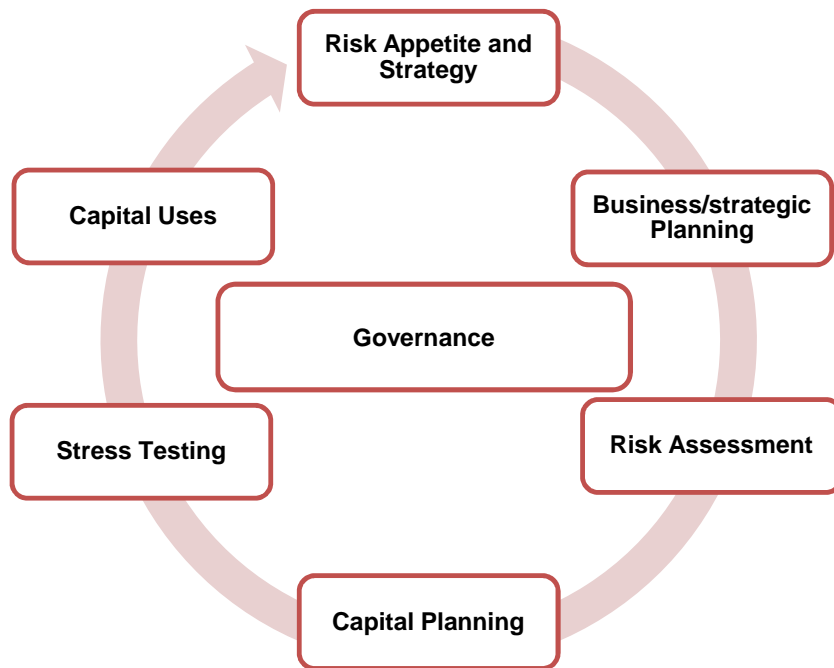 Risk Appetite and
Strategy
Business/strategic
Planning
Risk Assessment
Capital Planning
Stress Testing
Capital Uses
Governance